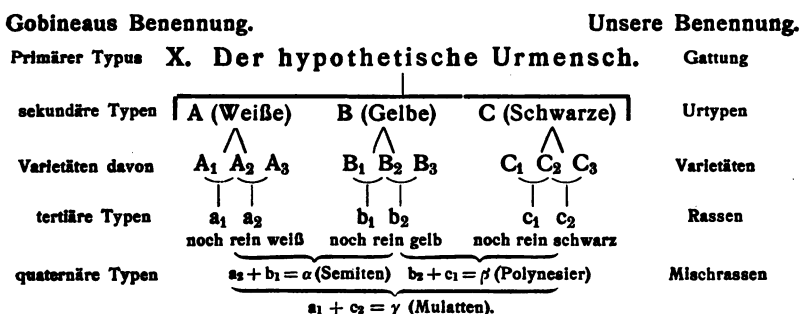 Gobineaus Benennung. Unsere Benennung.
Primärer Typus X. Der hypothetische Urmensch. Gattung
sekundäre Typen A (Weiße) B (Gelbe) C (Schwarze) Urtypen
Varietäten davon A₁ A₂ A₃ B₁ B₂ B₃ C₁ C₂ C₃ Varietäten
tertiäre Typen a₁ a₂ b₁ b₂ c₁ c₂ Rassen
noch rein weiß noch rein gelb noch rein schwarz
quaternäre Typen a₂ + b₁ = α (Semiten) b₂ + c₁ = β (Polynesier) Mischrassen
a₁ + c₂ = γ (Mulatten).